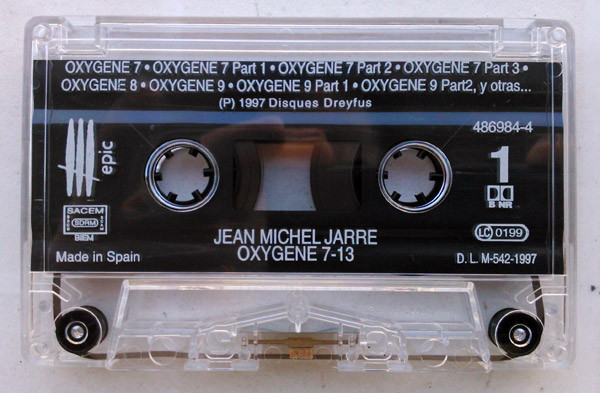 OXYGENE 7 • OXYGENE 7 Part 1 • OXYGENE 7 Part 2 • OXYGENE 7 Part 3 •
OXYGENE 8 • OXYGENE 9 • OXYGENE 9 Part 1 • OXYGENE 9 Part2, y otras...
(P) 1997 Disques Dreyfus
486984-4
epic
1
B NR
SACEM
SDRM
BIEM
LC 0199
JEAN MICHEL JARRE
Made in Spain
OXYGENE 7-13
D. L. M-542-1997